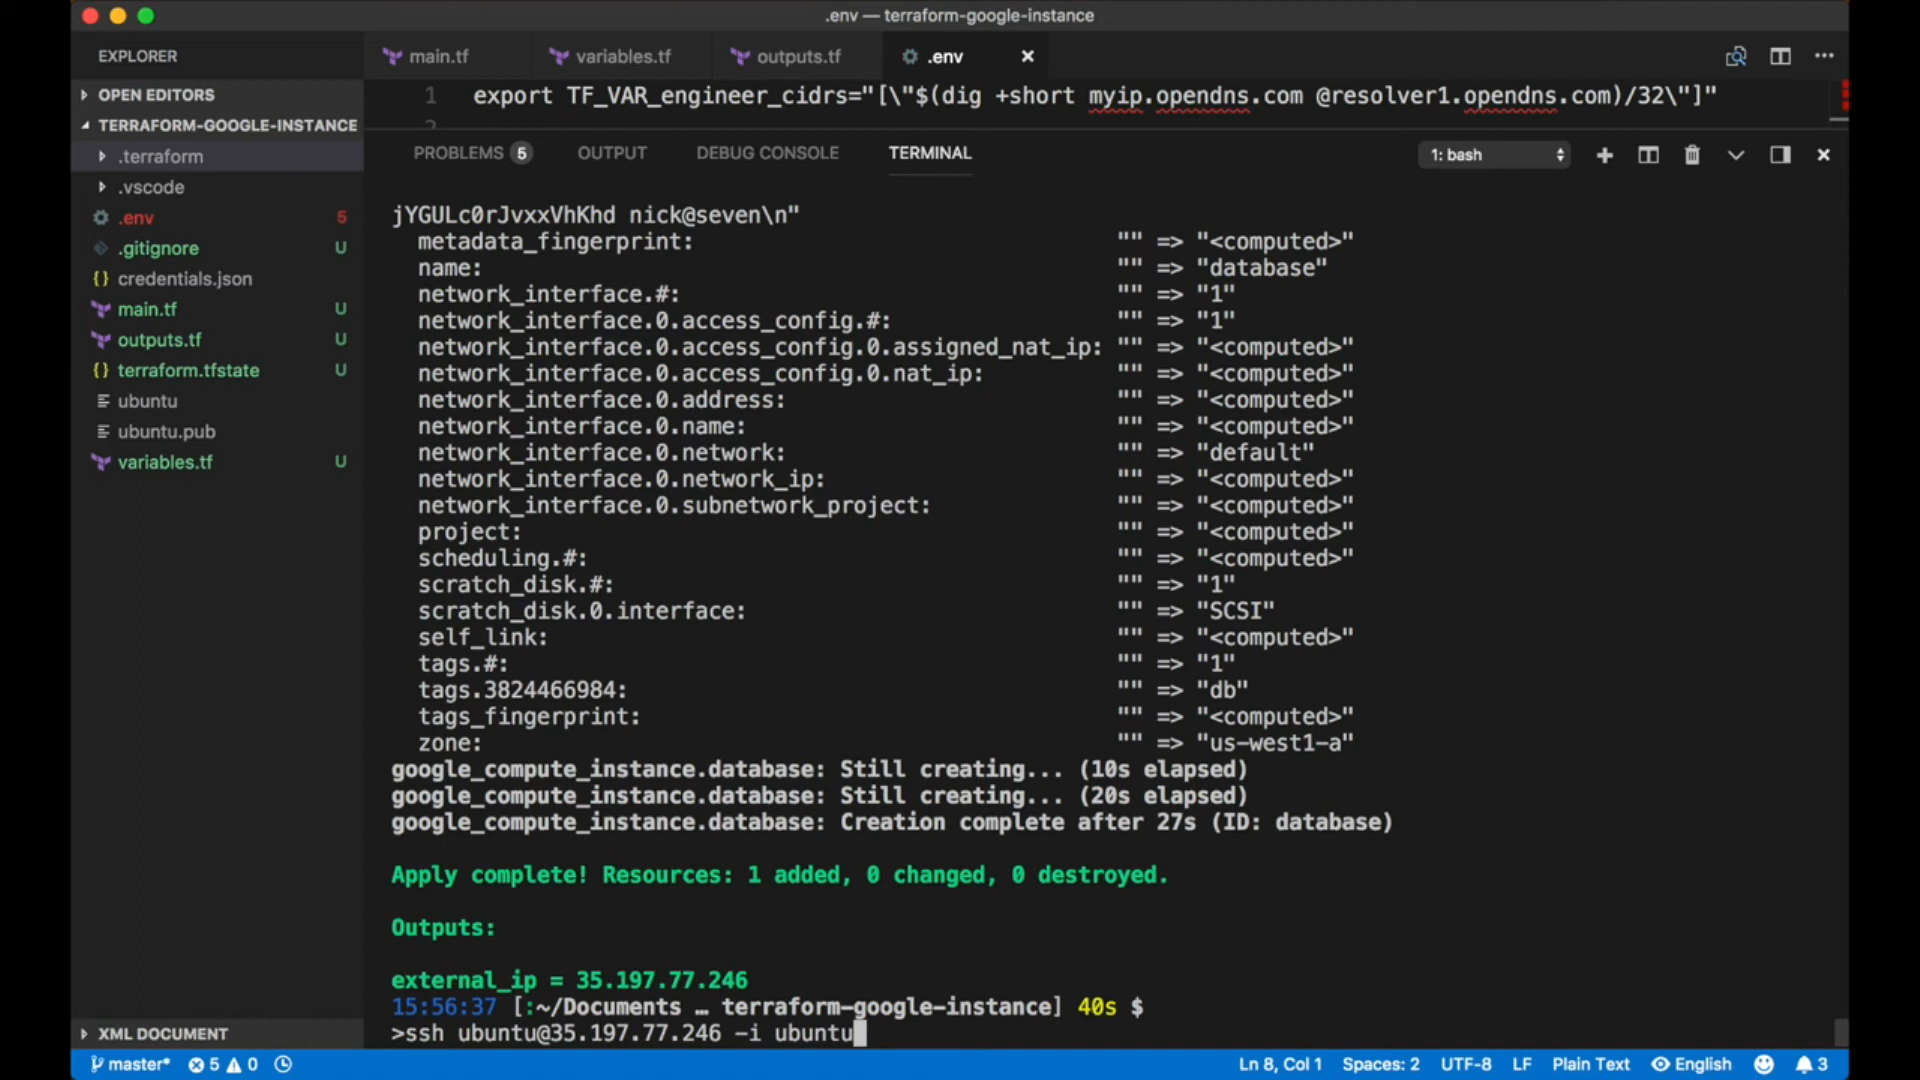 .env — terraform-google-instance
EXPLORER
main.tf
variables.tf
outputs.tf
.env
OPEN EDITORS
TERRAFORM-GOOGLE-INSTANCE
.terraform
.vscode
.env 5
.gitignore U
credentials.json
main.tf U
outputs.tf U
terraform.tfstate U
ubuntu
ubuntu.pub
variables.tf U
XML DOCUMENT
1 export TF_VAR_engineer_cidrs="[\"$(dig +short myip.opendns.com @resolver1.opendns.com)/32\"]"
2
PROBLEMS 5 OUTPUT DEBUG CONSOLE TERMINAL 1: bash
jYGULc0rJvxxVhKhd nick@seven\n"
metadata_fingerprint: "" => "<computed>"
name: "" => "database"
network_interface.#: "" => "1"
network_interface.0.access_config.#: "" => "1"
network_interface.0.access_config.0.assigned_nat_ip: "" => "<computed>"
network_interface.0.access_config.0.nat_ip: "" => "<computed>"
network_interface.0.address: "" => "<computed>"
network_interface.0.name: "" => "<computed>"
network_interface.0.network: "" => "default"
network_interface.0.network_ip: "" => "<computed>"
network_interface.0.subnetwork_project: "" => "<computed>"
project: "" => "<computed>"
scheduling.#: "" => "<computed>"
scratch_disk.#: "" => "1"
scratch_disk.0.interface: "" => "SCSI"
self_link: "" => "<computed>"
tags.#: "" => "1"
tags.3824466984: "" => "db"
tags_fingerprint: "" => "<computed>"
zone: "" => "us-west1-a"
google_compute_instance.database: Still creating... (10s elapsed)
google_compute_instance.database: Still creating... (20s elapsed)
google_compute_instance.database: Creation complete after 27s (ID: database)
Apply complete! Resources: 1 added, 0 changed, 0 destroyed.
Outputs:
external_ip = 35.197.77.246
15:56:37 [:~/Documents … terraform-google-instance] 40s $
>ssh ubuntu@35.197.77.246 -i ubuntu
master* 5 0 Ln 8, Col 1 Spaces: 2 UTF-8 LF Plain Text English 3